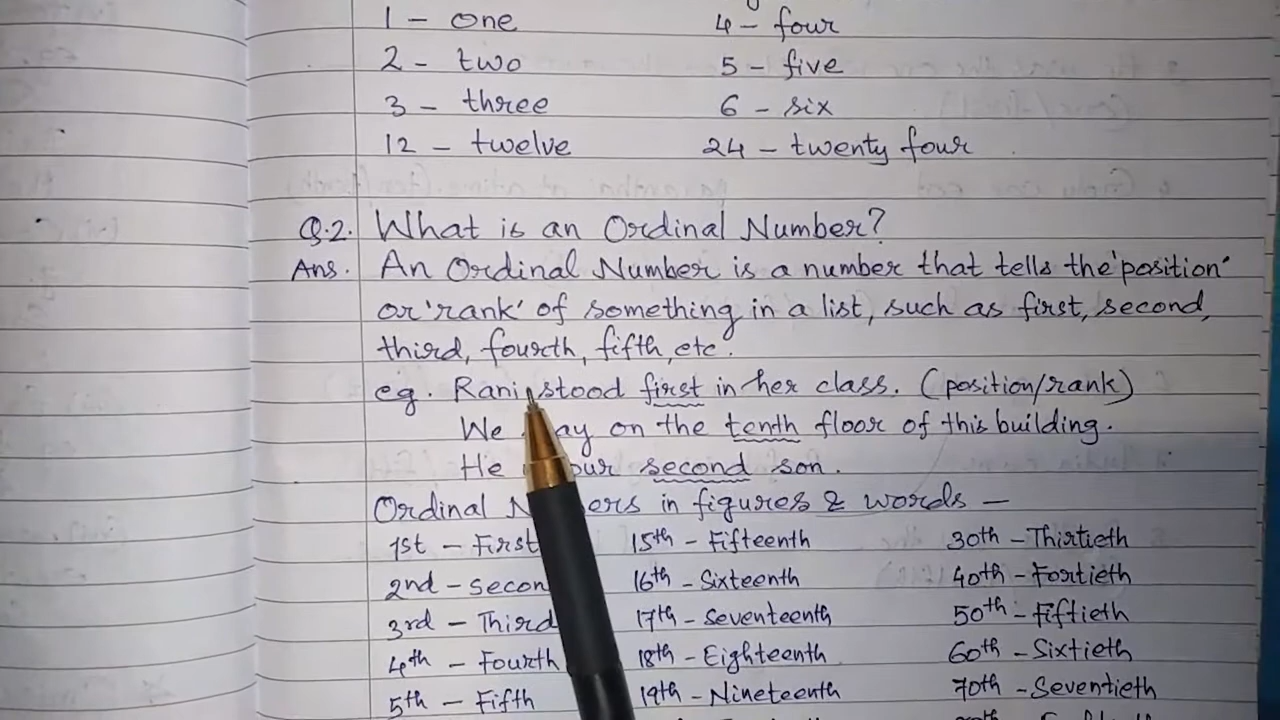 1 - one 4 - four
2 - two 5 - five
3 - three 6 - six
12 - twelve 24 - twenty four
Q.2. What is an Ordinal Number?
Ans. An Ordinal Number is a number that tells the 'position'
or 'rank' of something in a list, such as first, second,
third, fourth, fifth, etc.
eg. Rani stood first in her class. (position/rank)
We on the tenth floor of this building.
He our second son.
Ordinal in figures & words —
1st - First 15th - Fifteenth 30th - Thirtieth
2nd - 16th - Sixteenth 40th - Fortieth
3rd - Third 17th - Seventeenth 50th - Fiftieth
4th - Fourth 18th - Eighteenth 60th - Sixtieth
5th - Fifth 19th - Nineteenth 70th - Seventieth